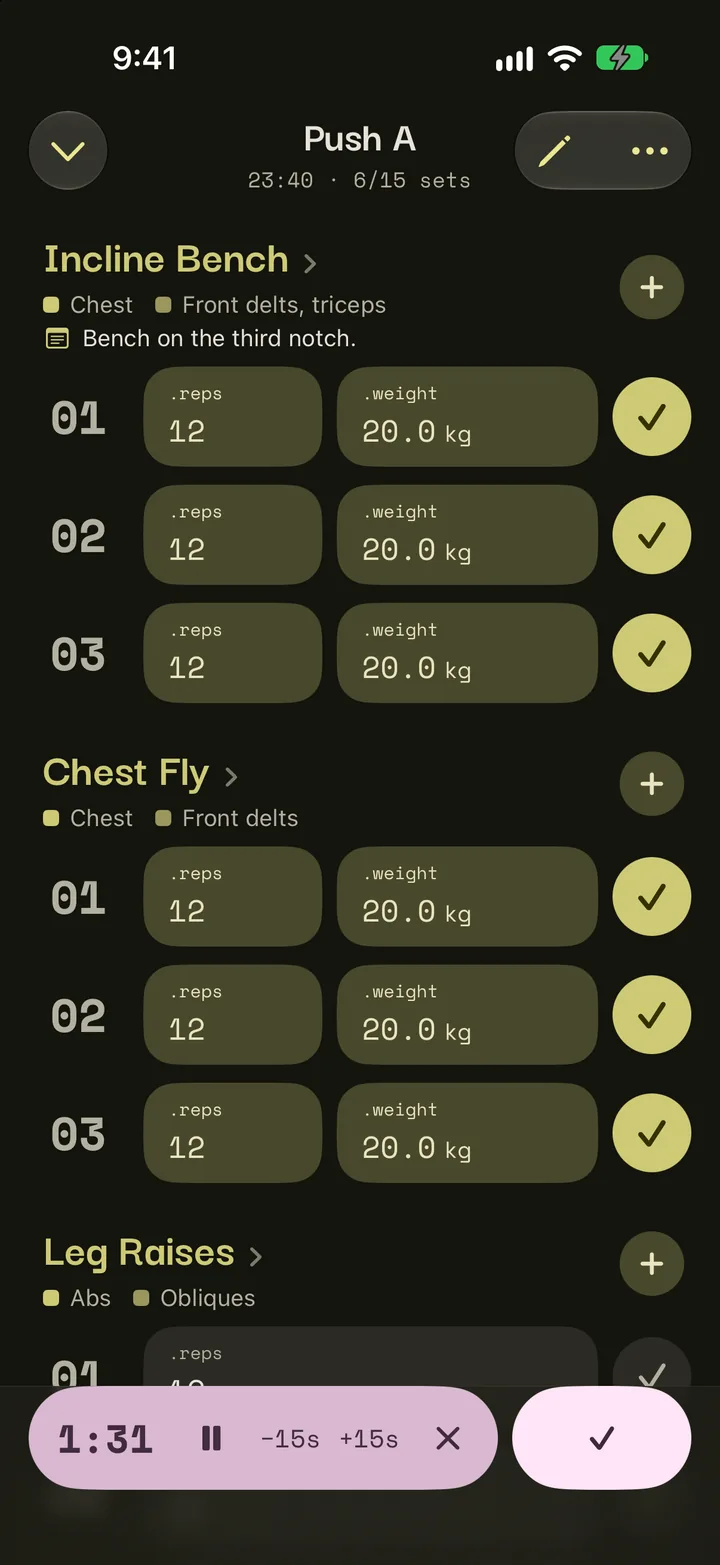 9:41
Push A
23:40 · 6/15 sets
Incline Bench
Chest Front delts, triceps
Bench on the third notch.
01 .reps 12 .weight 20.0 kg
02 .reps 12 .weight 20.0 kg
03 .reps 12 .weight 20.0 kg
Chest Fly
Chest Front delts
01 .reps 12 .weight 20.0 kg
02 .reps 12 .weight 20.0 kg
03 .reps 12 .weight 20.0 kg
Leg Raises
Abs Obliques
01 .reps
1:31 -15s +15s